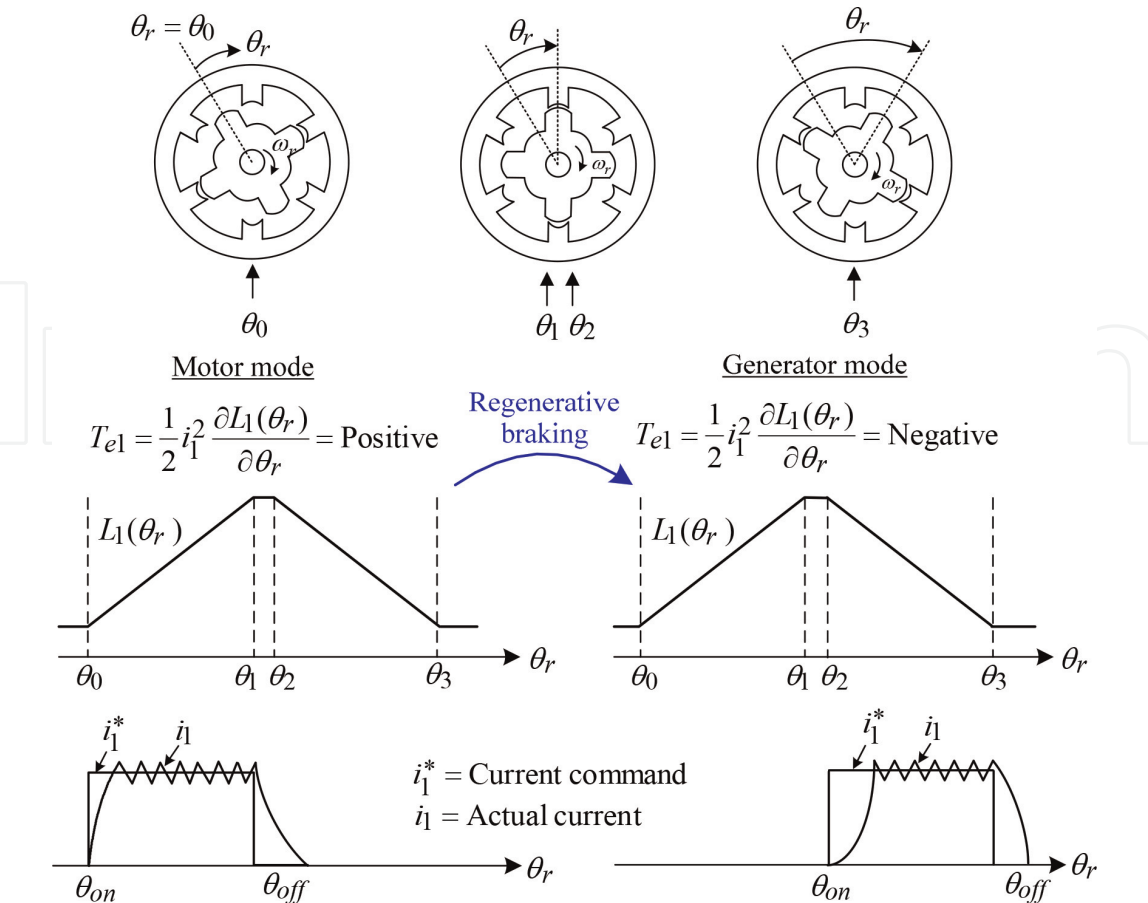 θr = θ0
θr
θr
θr
ωr
ωr
ωr
θ0
θ1 θ2
θ3
Motor mode
Generator mode
Te1 = 1/2 i1^2 ∂L1(θr)/∂θr = Positive
Regenerative
braking
Te1 = 1/2 i1^2 ∂L1(θr)/∂θr = Negative
L1(θr)
L1(θr)
θr
θr
θ0 θ1 θ2 θ3
θ0 θ1 θ2 θ3
i1* i1
i1* i1
i1* = Current command
i1 = Actual current
θr
θr
θon θoff
θon θoff